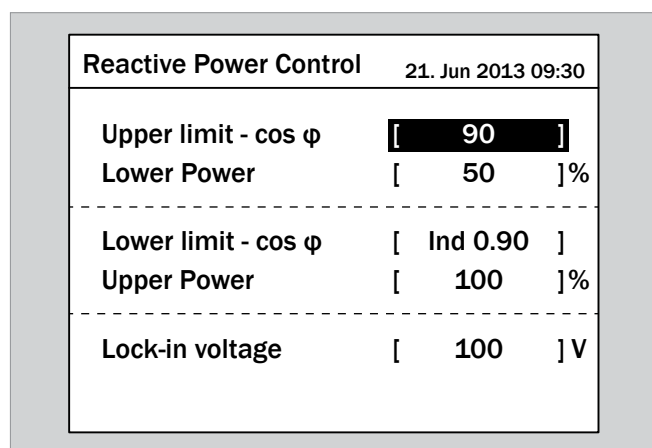 Reactive Power Control 21. Jun 2013 09:30
Upper limit - cos φ [ 90 ]
Lower Power [ 50 ]%
Lower limit - cos φ [ Ind 0.90 ]
Upper Power [ 100 ]%
Lock-in voltage [ 100 ] V